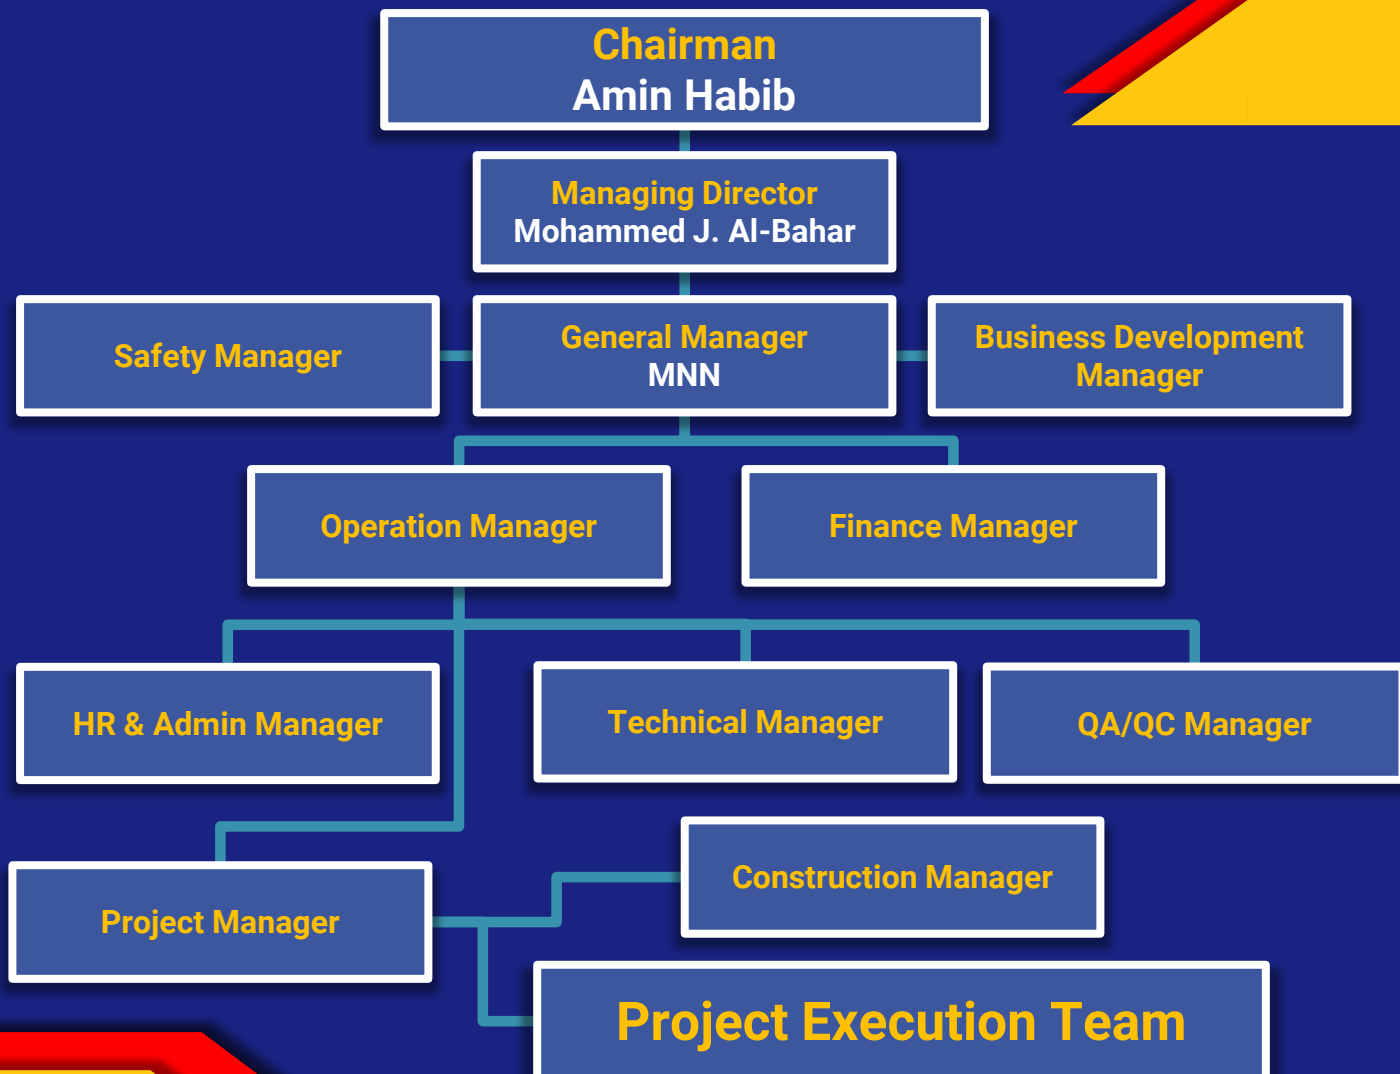 Chairman
Amin Habib
Managing Director
Mohammed J. Al-Bahar
Safety Manager
General Manager
MNN
Business Development
Manager
Operation Manager
Finance Manager
HR & Admin Manager
Technical Manager
QA/QC Manager
Construction Manager
Project Manager
Project Execution Team